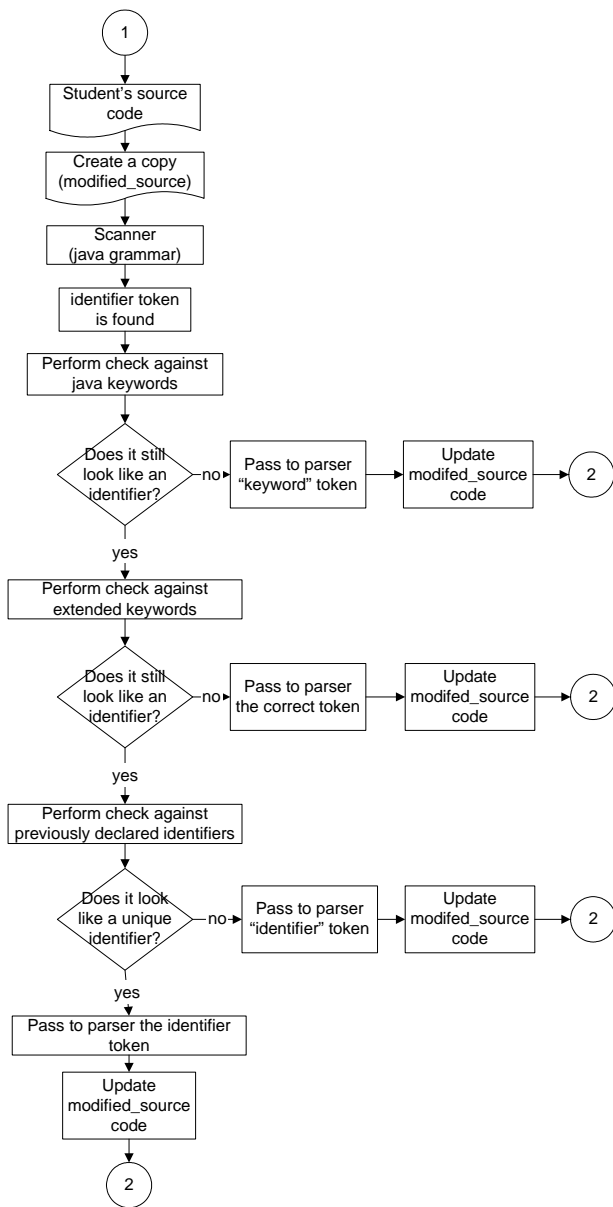 1
Student's source
code
Create a copy
(modified_source)
Scanner
(java grammar)
identifier token
is found
Perform check against
java keywords
Does it still
look like an
identifier?
no
Pass to parser
“keyword” token
Update
modifed_source
code
2
yes
Perform check against
extended keywords
Does it still
look like an
identifier?
no
Pass to parser
the correct token
Update
modifed_source
code
2
yes
Perform check against
previously declared identifiers
Does it look
like a unique
identifier?
no
Pass to parser
“identifier” token
Update
modifed_source
code
2
yes
Pass to parser the identifier
token
Update
modified_source
code
2